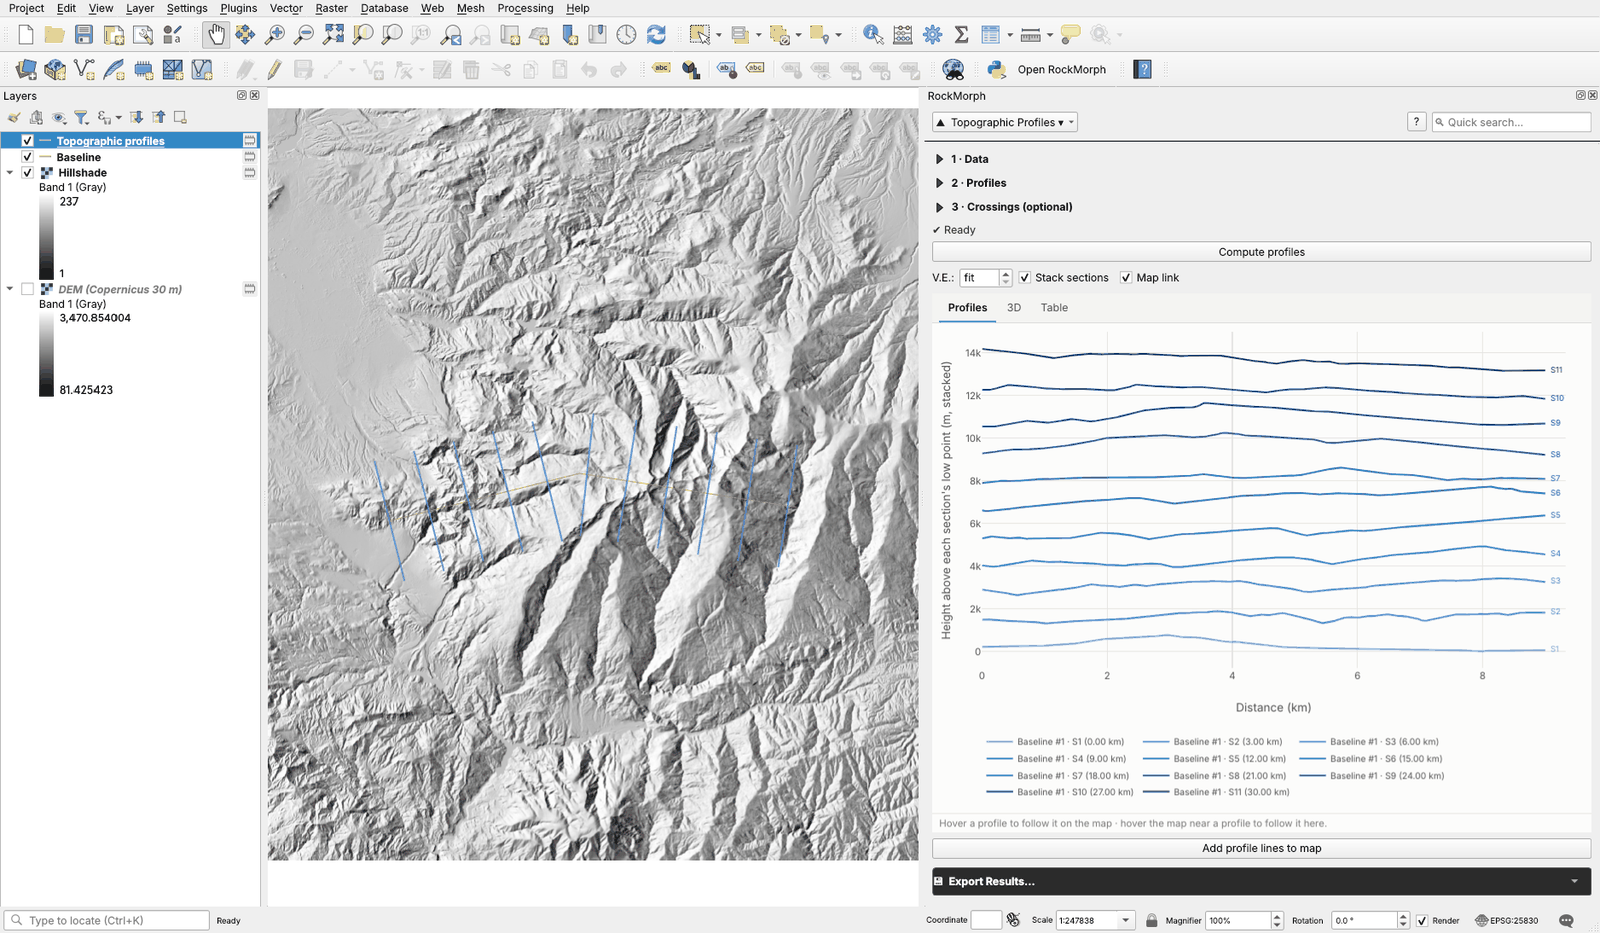 Project Edit View Layer Settings Plugins Vector Raster Database Web Mesh Processing Help
abc abc abc Open RockMorph ?
Layers
Topographic profiles
Baseline
Hillshade
Band 1 (Gray)
237
1
DEM (Copernicus 30 m)
Band 1 (Gray)
3,470.854004
81.425423
RockMorph
▲ Topographic Profiles ▾
?
Quick search...
1 · Data
2 · Profiles
3 · Crossings (optional)
✔ Ready
Compute profiles
V.E.: fit Stack sections Map link
Profiles 3D Table
Height above each section's low point (m, stacked)
14k
12k
10k
8k
6k
4k
2k
0
S11
S10
S9
S8
S7
S6
S5
S4
S3
S2
S1
0 2 4 6 8
Distance (km)
Baseline #1 · S1 (0.00 km) Baseline #1 · S2 (3.00 km) Baseline #1 · S3 (6.00 km)
Baseline #1 · S4 (9.00 km) Baseline #1 · S5 (12.00 km) Baseline #1 · S6 (15.00 km)
Baseline #1 · S7 (18.00 km) Baseline #1 · S8 (21.00 km) Baseline #1 · S9 (24.00 km)
Baseline #1 · S10 (27.00 km) Baseline #1 · S11 (30.00 km)
Hover a profile to follow it on the map · hover the map near a profile to follow it here.
Add profile lines to map
Export Results...
Type to locate (Ctrl+K) Ready Coordinate Scale 1:247838 Magnifier 100% Rotation 0.0 ° Render EPSG:25830